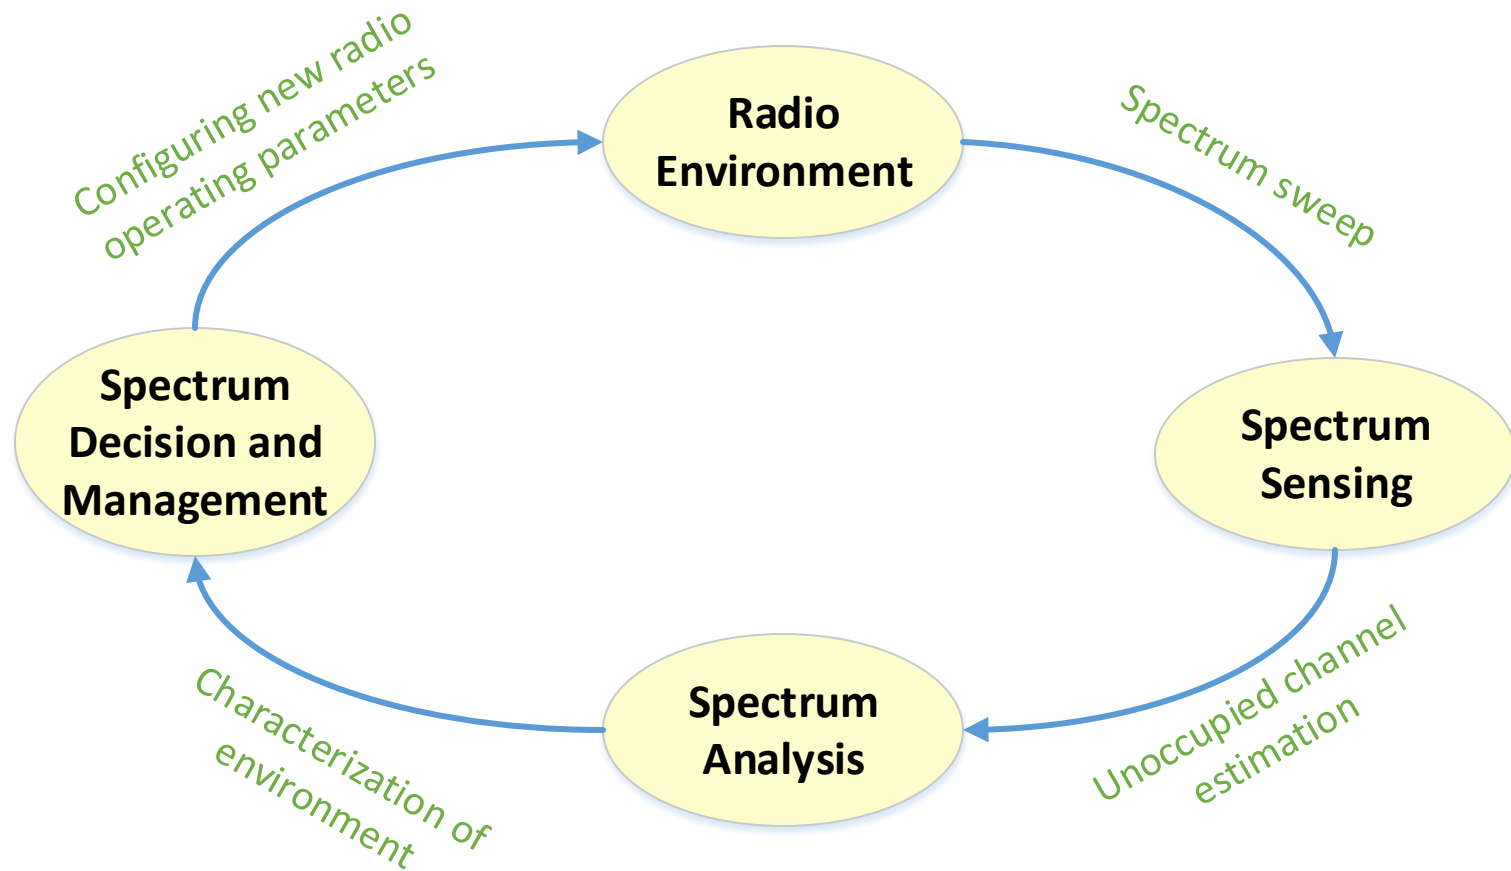 Configuring new radio
operating parameters
Radio
Environment
Spectrum sweep
Spectrum
Decision and
Management
Spectrum
Sensing
Characterization of
environment
Spectrum
Analysis
Unoccupied channel
estimation